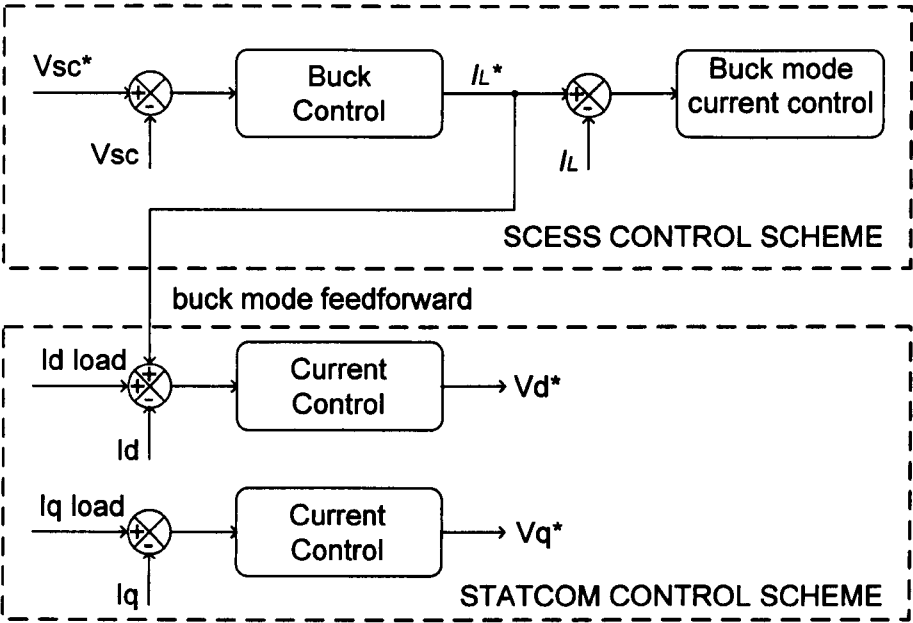 Vsc*
+
-
Vsc
Buck
Control
IL*
+
-
IL
Buck mode
current control
SCESS CONTROL SCHEME
buck mode feedforward
Id load
+
+
-
Id
Current
Control
Vd*
Iq load
+
-
Iq
Current
Control
Vq*
STATCOM CONTROL SCHEME